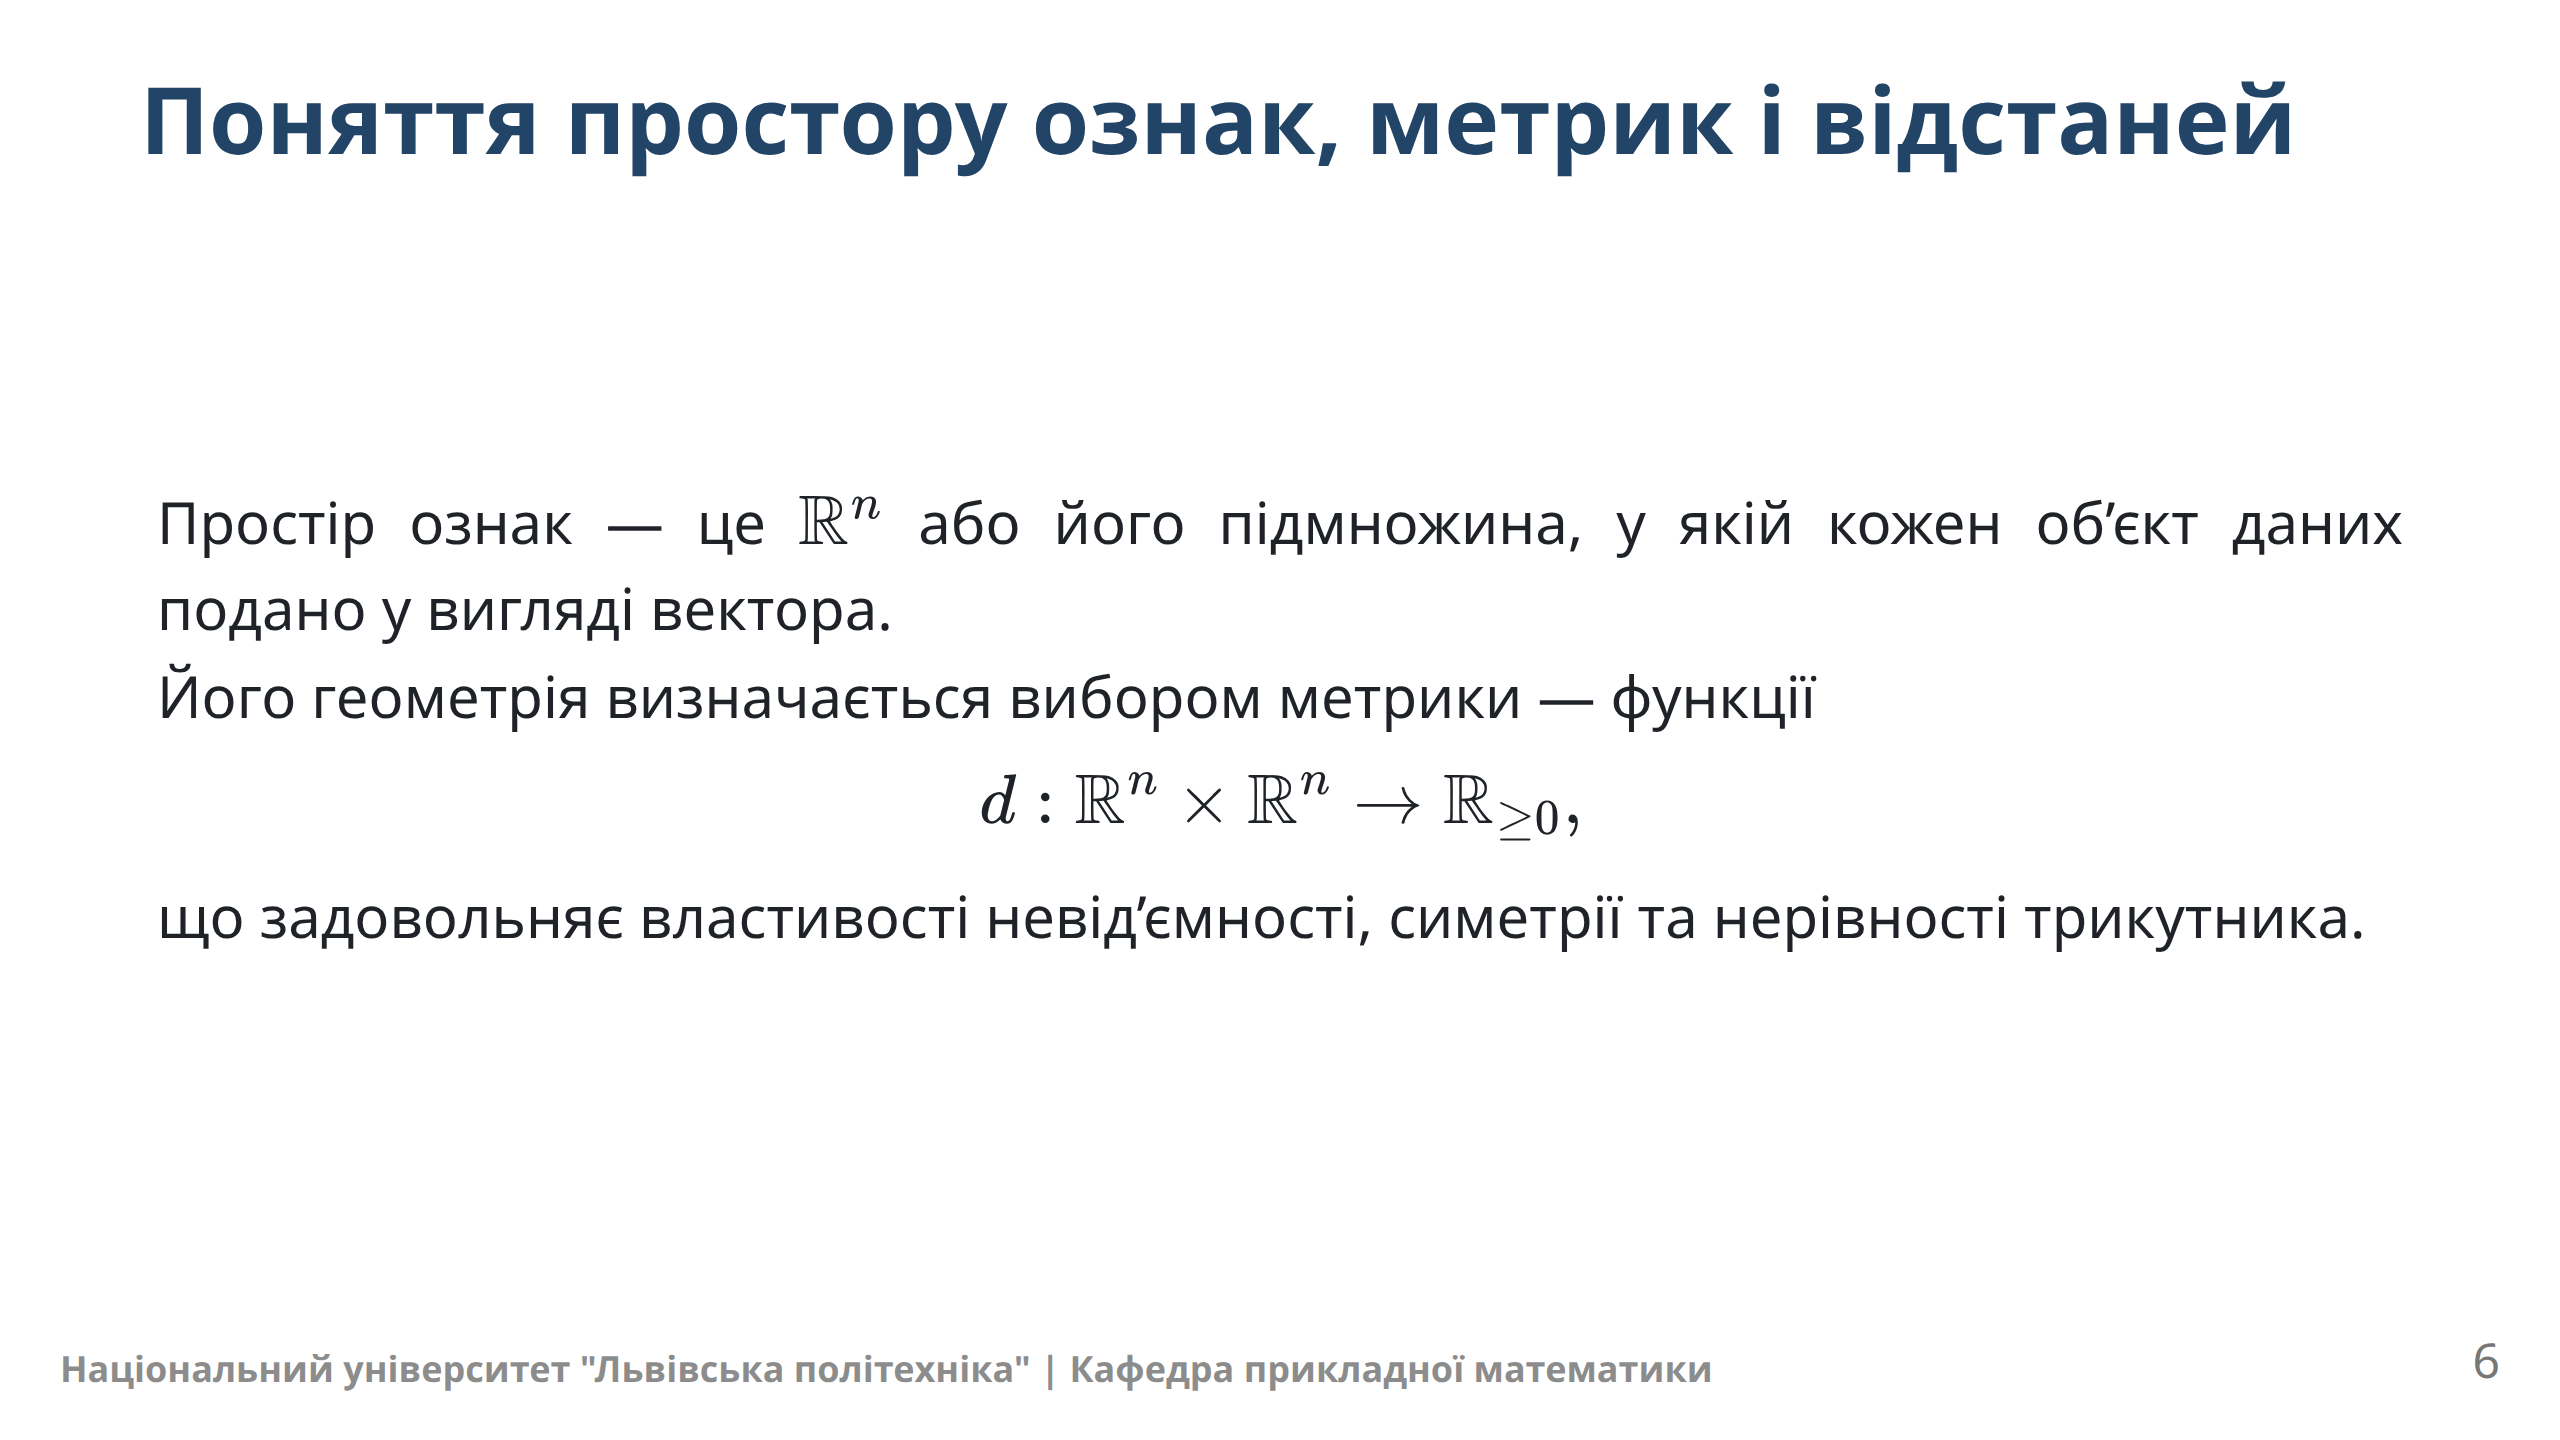 Поняття простору ознак, метрик і відстаней
Простір ознак — це ℝⁿ або його підмножина, у якій кожен об’єкт даних
подано у вигляді вектора.
Його геометрія визначається вибором метрики — функції
d : ℝⁿ × ℝⁿ → ℝ≥0,
що задовольняє властивості невід’ємності, симетрії та нерівності трикутника.
Національний університет "Львівська політехніка" | Кафедра прикладної математики
6